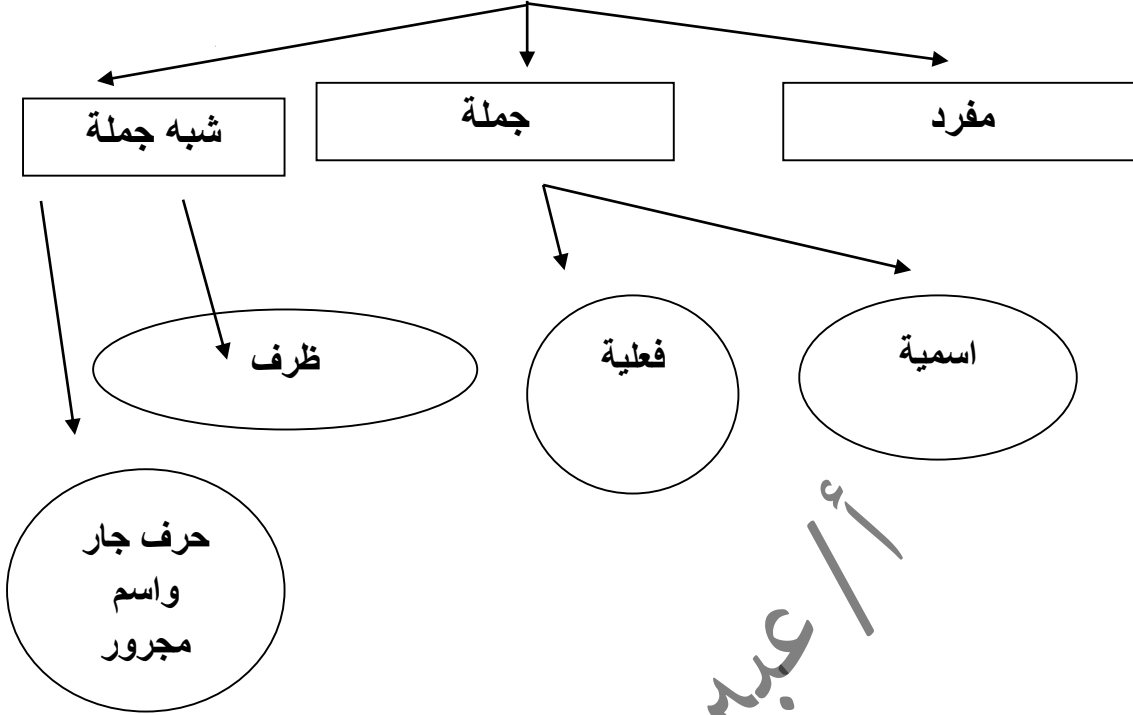 مفرد
جملة
شبه جملة
اسمية
فعلية
ظرف
حرف جار
واسم
مجرور
أ/